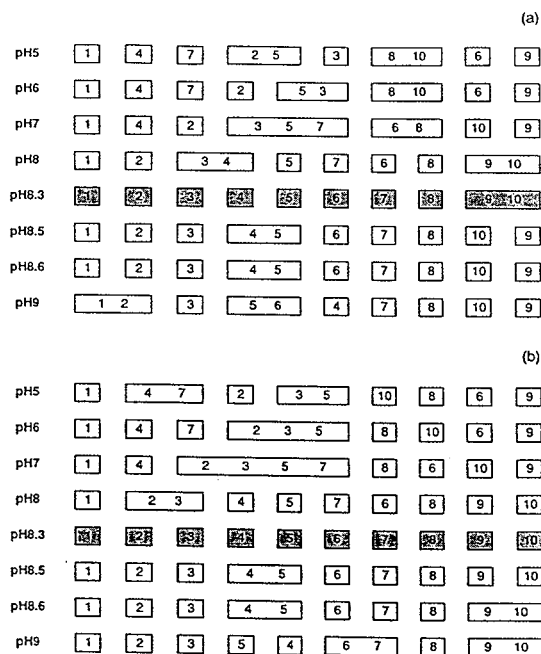 (a)
pH5 1 4 7 2 5 3 8 10 6 9
pH6 1 4 7 2 5 3 8 10 6 9
pH7 1 4 2 3 5 7 6 8 10 9
pH8 1 2 3 4 5 7 6 8 9 10
pH8.3 1 2 3 4 5 6 7 8 9 10
pH8.5 1 2 3 4 5 6 7 8 10 9
pH8.6 1 2 3 4 5 6 7 8 10 9
pH9 1 2 3 5 6 4 7 8 10 9
(b)
pH5 1 4 7 2 3 5 10 8 6 9
pH6 1 4 7 2 3 5 8 10 6 9
pH7 1 4 2 3 5 7 8 6 10 9
pH8 1 2 3 4 5 7 6 8 9 10
pH8.3 1 2 3 4 5 6 7 8 9 10
pH8.5 1 2 3 4 5 6 7 8 9 10
pH8.6 1 2 3 4 5 6 7 8 9 10
pH9 1 2 3 5 4 6 7 8 9 10